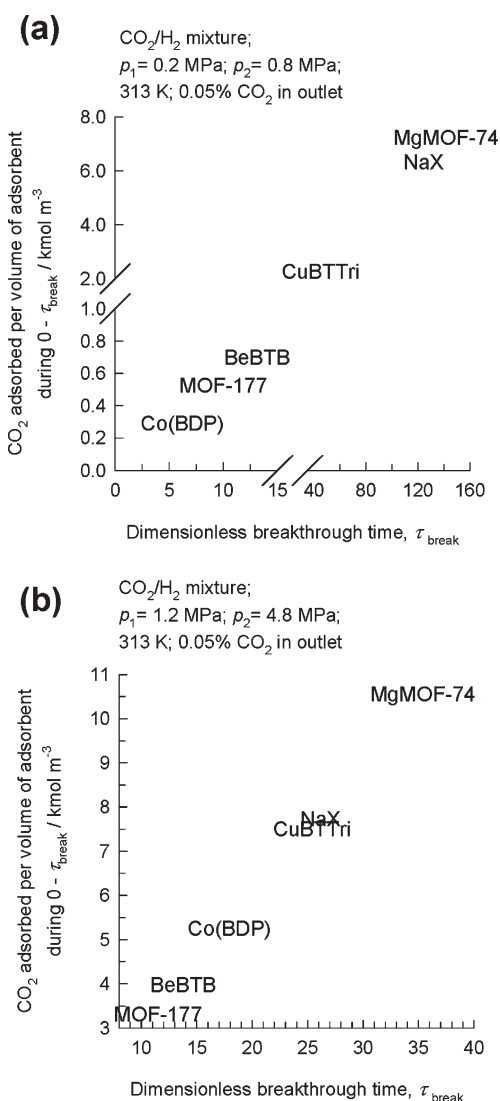 (a)
CO₂/H₂ mixture;
p₁= 0.2 MPa; p₂= 0.8 MPa;
313 K; 0.05% CO₂ in outlet
CO₂ adsorbed per volume of adsorbent
during 0 - τ_break / kmol m⁻³
8.0
6.0
4.0
2.0
1.0
0.8
0.6
0.4
0.2
0.0
MgMOF-74
NaX
CuBTTri
BeBTB
MOF-177
Co(BDP)
0 5 10 15 40 80 120 160
Dimensionless breakthrough time, τ_break
(b)
CO₂/H₂ mixture;
p₁= 1.2 MPa; p₂= 4.8 MPa;
313 K; 0.05% CO₂ in outlet
CO₂ adsorbed per volume of adsorbent
during 0 - τ_break / kmol m⁻³
11
10
9
8
7
6
5
4
3
MgMOF-74
NaX
CuBTTri
Co(BDP)
BeBTB
MOF-177
10 15 20 25 30 35 40
Dimensionless breakthrough time, τ_break